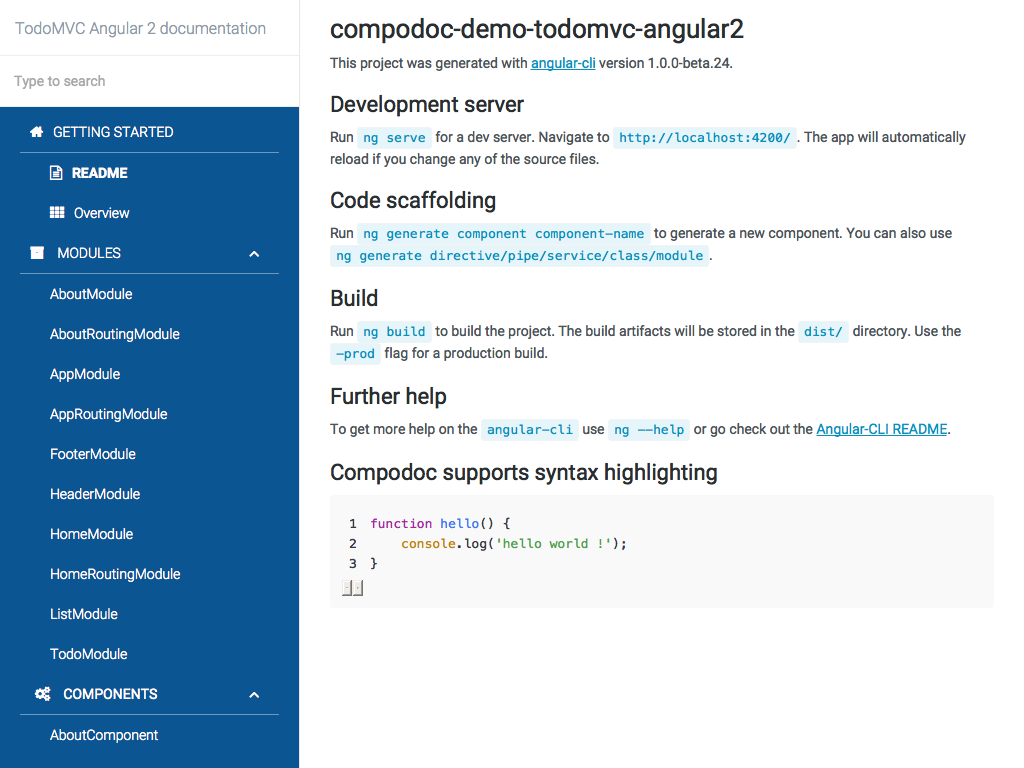 TodoMVC Angular 2 documentation
Type to search
GETTING STARTED
README
Overview
MODULES
AboutModule
AboutRoutingModule
AppModule
AppRoutingModule
FooterModule
HeaderModule
HomeModule
HomeRoutingModule
ListModule
TodoModule
COMPONENTS
AboutComponent
compodoc-demo-todomvc-angular2
This project was generated with angular-cli version 1.0.0-beta.24.
Development server
Run ng serve for a dev server. Navigate to http://localhost:4200/ . The app will automatically
reload if you change any of the source files.
Code scaffolding
Run ng generate component component-name to generate a new component. You can also use
ng generate directive/pipe/service/class/module .
Build
Run ng build to build the project. The build artifacts will be stored in the dist/ directory. Use the
-prod flag for a production build.
Further help
To get more help on the angular-cli use ng --help or go check out the Angular-CLI README.
Compodoc supports syntax highlighting
1 function hello() {
2     console.log('hello world !');
3 }